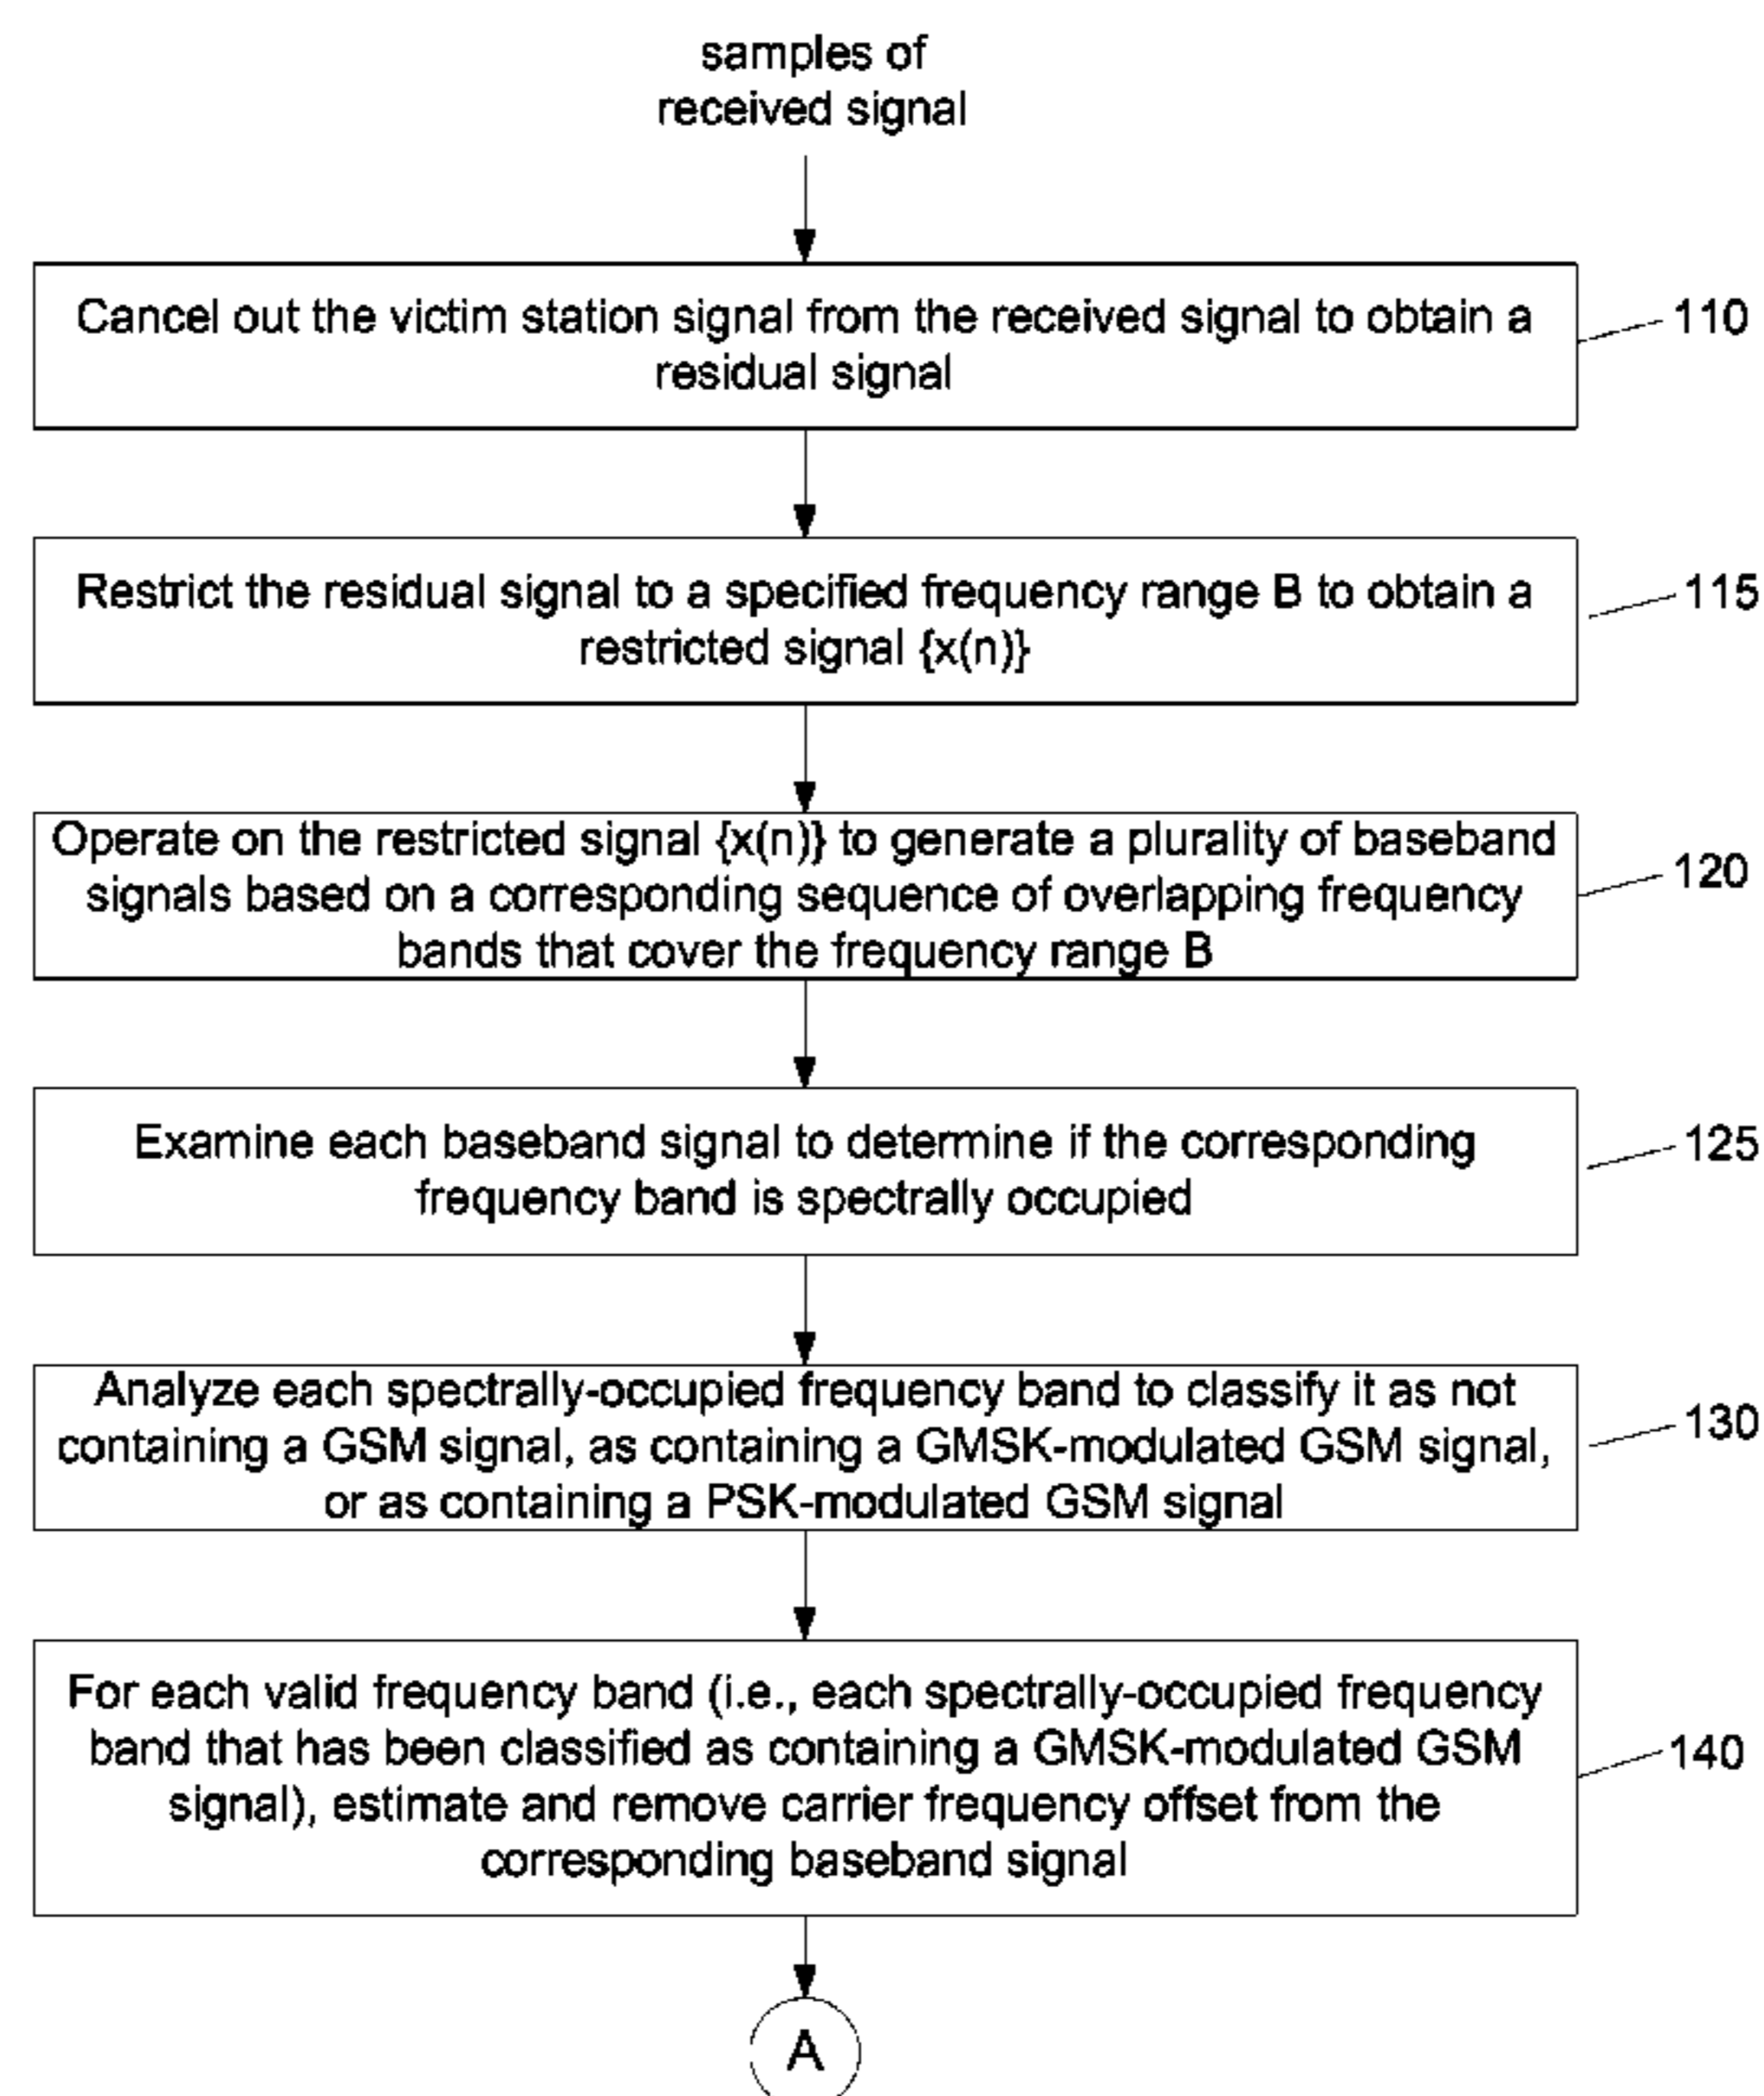 samples of
received signal
Cancel out the victim station signal from the received signal to obtain a
residual signal
110
Restrict the residual signal to a specified frequency range B to obtain a
restricted signal {x(n)}
115
Operate on the restricted signal {x(n)} to generate a plurality of baseband
signals based on a corresponding sequence of overlapping frequency
bands that cover the frequency range B
120
Examine each baseband signal to determine if the corresponding
frequency band is spectrally occupied
125
Analyze each spectrally-occupied frequency band to classify it as not
containing a GSM signal, as containing a GMSK-modulated GSM signal,
or as containing a PSK-modulated GSM signal
130
For each valid frequency band (i.e., each spectrally-occupied frequency
band that has been classified as containing a GMSK-modulated GSM
signal), estimate and remove carrier frequency offset from the
corresponding baseband signal
140
A